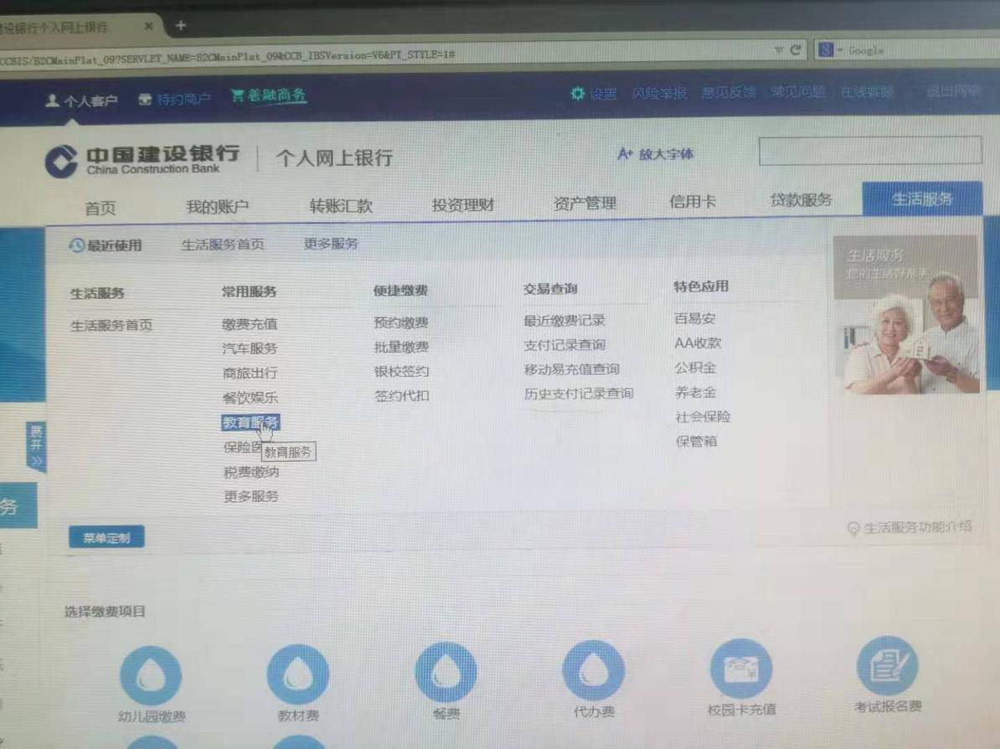 建设银行个人网上银行
CCBIS/B2CMainPlat_09?SERVLET_NAME=B2CMainPlat_09&CCB_IBSVersion=V6&PT_STYLE=1#
Google
个人客户 特约商户 善融商务 设置 风险举报 意见反馈 常见问题 在线客服 退出网银
中国建设银行 个人网上银行 A+ 放大字体
China Construction Bank
首页 我的账户 转账汇款 投资理财 资产管理 信用卡 贷款服务 生活服务
最近使用 生活服务首页 更多服务
生活服务
您的生活好帮手
生活服务 常用服务 便捷缴费 交易查询 特色应用
生活服务首页 缴费充值 预约缴费 最近缴费记录 百易安
汽车服务 批量缴费 支付记录查询 AA收款
商旅出行 银校签约 移动易充值查询 公积金
餐饮娱乐 签约代扣 历史支付记录查询 养老金
教育服务 社会保险
保险医 保管箱
教育服务
税费缴纳
更多服务
展开
务
菜单定制 生活服务功能介绍
选择缴费项目
幼儿园缴费 教材费 餐费 代办费 校园卡充值 考试报名费